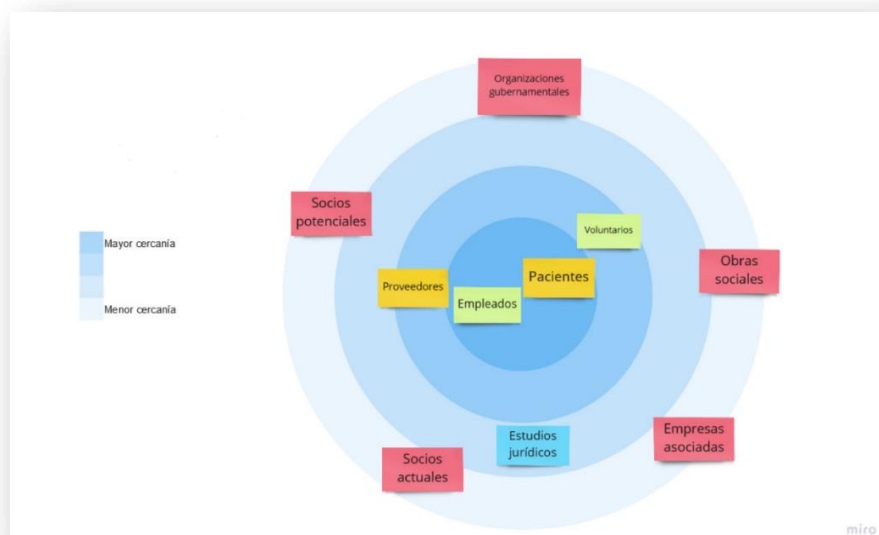 Organizaciones
gubernamentales
Socios
potenciales
Voluntarios
Mayor cercanía
Obras
sociales
Pacientes
Proveedores
Empleados
Menor cercanía
Empresas
asociadas
Estudios
jurídicos
Socios
actuales
miro